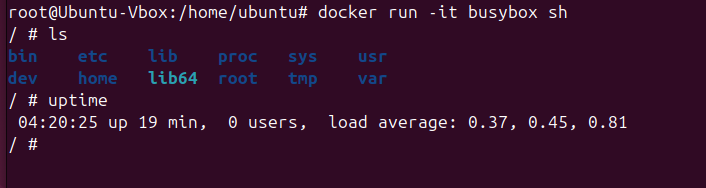 root@Ubuntu-Vbox:/home/ubuntu# docker run -it busybox sh
/ # ls
bin    etc    lib    proc   sys    usr
dev    home   lib64  root   tmp    var
/ # uptime
 04:20:25 up 19 min,  0 users,  load average: 0.37, 0.45, 0.81
/ #